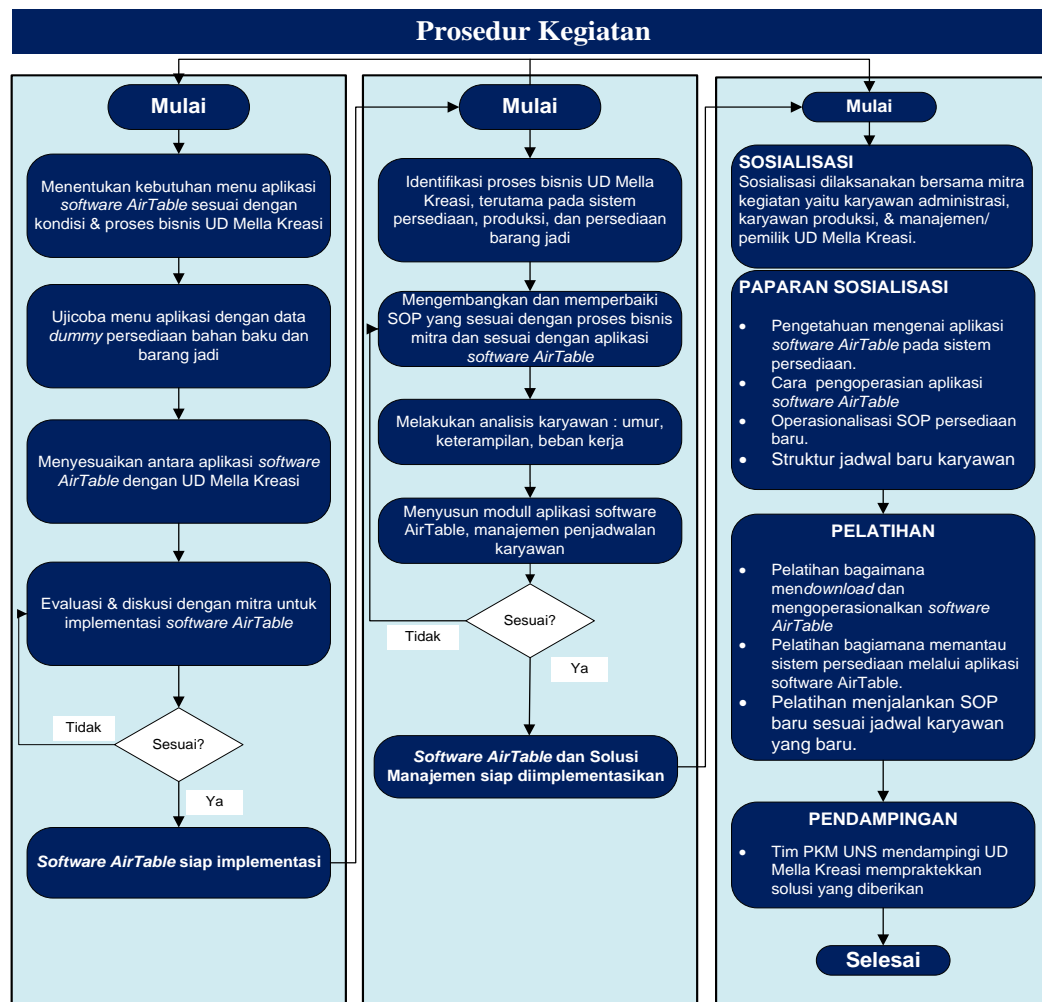 Prosedur Kegiatan
Mulai
Menentukan kebutuhan menu aplikasi
software AirTable sesuai dengan
kondisi & proses bisnis UD Mella Kreasi
Ujicoba menu aplikasi dengan data
dummy persediaan bahan baku dan
barang jadi
Menyesuaikan antara aplikasi software
AirTable dengan UD Mella Kreasi
Evaluasi & diskusi dengan mitra untuk
implementasi software AirTable
Tidak
Sesuai?
Ya
Software AirTable siap implementasi
Mulai
Identifikasi proses bisnis UD Mella
Kreasi, terutama pada sistem
persediaan, produksi, dan persediaan
barang jadi
Mengembangkan dan memperbaiki
SOP yang sesuai dengan proses bisnis
mitra dan sesuai dengan aplikasi
software AirTable
Melakukan analisis karyawan : umur,
keterampilan, beban kerja
Menyusun modull aplikasi software
AirTable, manajemen penjadwalan
karyawan
Sesuai?
Tidak
Ya
Software AirTable dan Solusi
Manajemen siap diimplementasikan
Mulai
SOSIALISASI
Sosialisasi dilaksanakan bersama mitra
kegiatan yaitu karyawan administrasi,
karyawan produksi, & manajemen/
pemilik UD Mella Kreasi.
PAPARAN SOSIALISASI
• Pengetahuan mengenai aplikasi
software AirTable pada sistem
persediaan.
• Cara pengoperasian aplikasi
software AirTable
• Operasionalisasi SOP persediaan
baru.
• Struktur jadwal baru karyawan
PELATIHAN
• Pelatihan bagaimana
mendownload dan
mengoperasionalkan software
AirTable
• Pelatihan bagiamana memantau
sistem persediaan melalui aplikasi
software AirTable.
• Pelatihan menjalankan SOP
baru sesuai jadwal karyawan
yang baru.
PENDAMPINGAN
• Tim PKM UNS mendampingi UD
Mella Kreasi mempraktekkan
solusi yang diberikan
Selesai